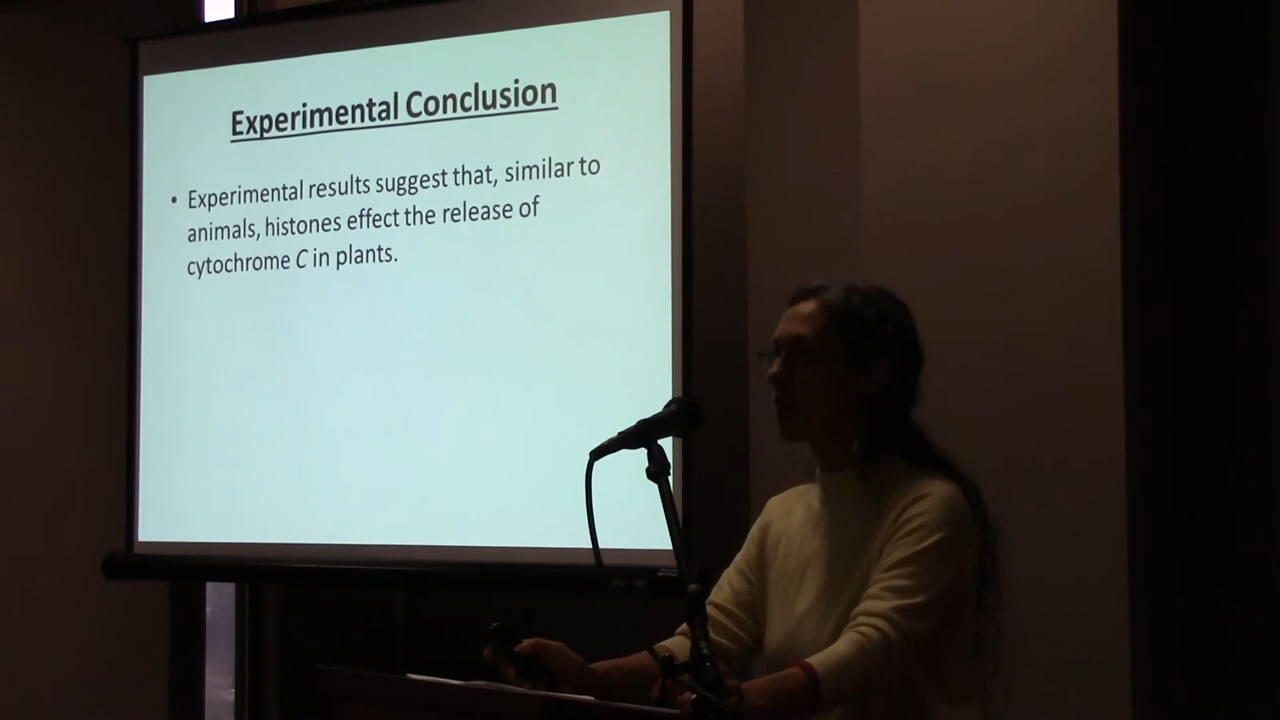 Experimental Conclusion
• Experimental results suggest that, similar to
animals, histones effect the release of
cytochrome C in plants.